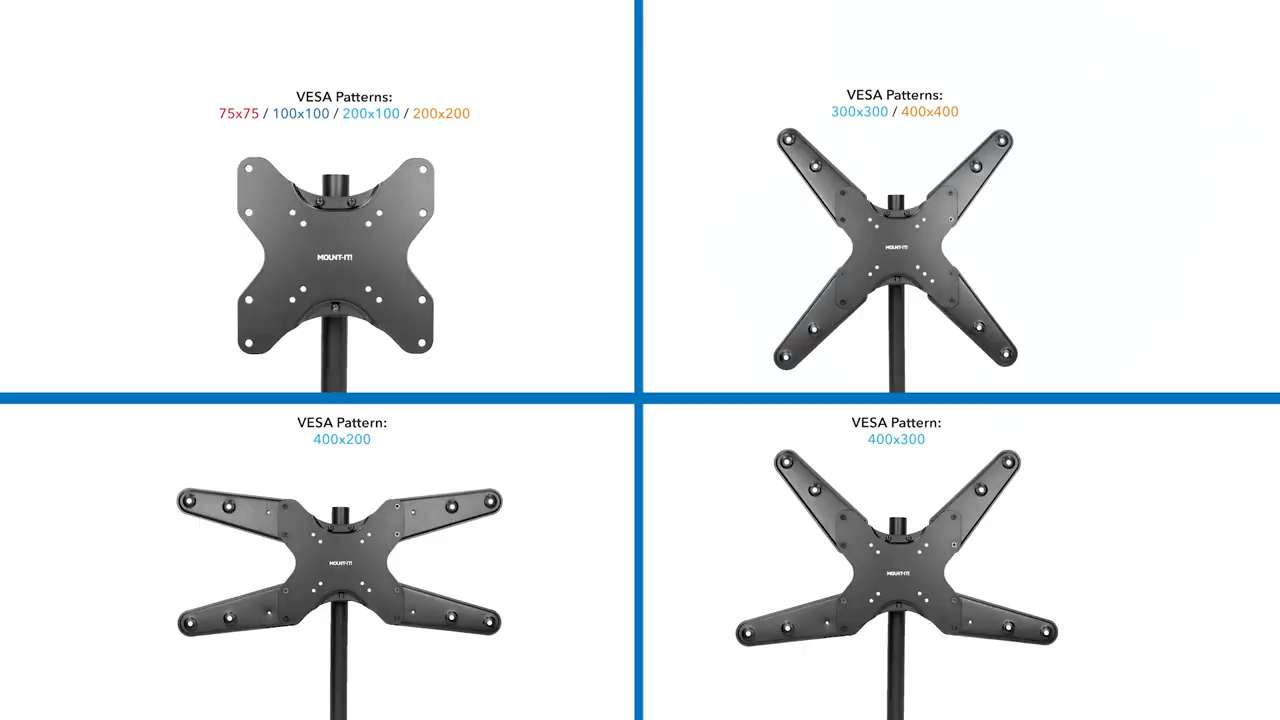 VESA Patterns:
75x75 / 100x100 / 200x100 / 200x200
MOUNT-IT!
VESA Patterns:
300x300 / 400x400
MOUNT-IT!
VESA Pattern:
400x200
MOUNT-IT!
VESA Pattern:
400x300
MOUNT-IT!